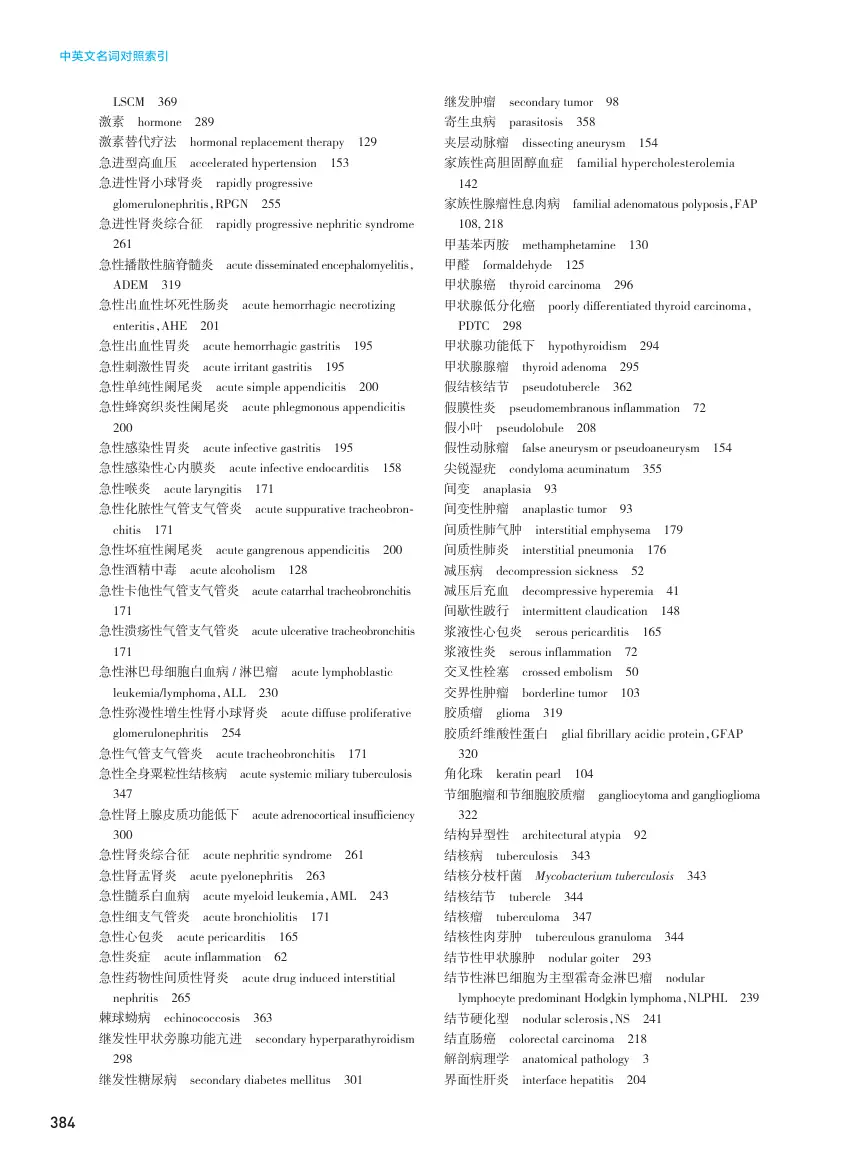 中英文名词对照索引
LSCM 369
激素 hormone 289
激素替代疗法 hormonal replacement therapy 129
急进型高血压 accelerated hypertension 153
急进性肾小球肾炎 rapidly progressive
glomerulonephritis,RPGN 255
急进性肾炎综合征 rapidly progressive nephritic syndrome
261
急性播散性脑脊髓炎 acute disseminated encephalomyelitis,
ADEM 319
急性出血性坏死性肠炎 acute hemorrhagic necrotizing
enteritis,AHE 201
急性出血性胃炎 acute hemorrhagic gastritis 195
急性刺激性胃炎 acute irritant gastritis 195
急性单纯性阑尾炎 acute simple appendicitis 200
急性蜂窝织炎性阑尾炎 acute phlegmonous appendicitis
200
急性感染性胃炎 acute infective gastritis 195
急性感染性心内膜炎 acute infective endocarditis 158
急性喉炎 acute laryngitis 171
急性化脓性气管支气管炎 acute suppurative tracheobron-
chitis 171
急性坏疽性阑尾炎 acute gangrenous appendicitis 200
急性酒精中毒 acute alcoholism 128
急性卡他性气管支气管炎 acute catarrhal tracheobronchitis
171
急性溃疡性气管支气管炎 acute ulcerative tracheobronchitis
171
急性淋巴母细胞白血病 / 淋巴瘤 acute lymphoblastic
leukemia/lymphoma,ALL 230
急性弥漫性增生性肾小球肾炎 acute diffuse proliferative
glomerulonephritis 254
急性气管支气管炎 acute tracheobronchitis 171
急性全身粟粒性结核病 acute systemic miliary tuberculosis
347
急性肾上腺皮质功能低下 acute adrenocortical insufficiency
300
急性肾炎综合征 acute nephritic syndrome 261
急性肾盂肾炎 acute pyelonephritis 263
急性髓系白血病 acute myeloid leukemia,AML 243
急性细支气管炎 acute bronchiolitis 171
急性心包炎 acute pericarditis 165
急性炎症 acute inflammation 62
急性药物性间质性肾炎 acute drug induced interstitial
nephritis 265
棘球蚴病 echinococcosis 363
继发性甲状旁腺功能亢进 secondary hyperparathyroidism
298
继发性糖尿病 secondary diabetes mellitus 301
继发肿瘤 secondary tumor 98
寄生虫病 parasitosis 358
夹层动脉瘤 dissecting aneurysm 154
家族性高胆固醇血症 familial hypercholesterolemia
142
家族性腺瘤性息肉病 familial adenomatous polyposis,FAP
108, 218
甲基苯丙胺 methamphetamine 130
甲醛 formaldehyde 125
甲状腺癌 thyroid carcinoma 296
甲状腺低分化癌 poorly differentiated thyroid carcinoma,
PDTC 298
甲状腺功能低下 hypothyroidism 294
甲状腺腺瘤 thyroid adenoma 295
假结核结节 pseudotubercle 362
假膜性炎 pseudomembranous inflammation 72
假小叶 pseudolobule 208
假性动脉瘤 false aneurysm or pseudoaneurysm 154
尖锐湿疣 condyloma acuminatum 355
间变 anaplasia 93
间变性肿瘤 anaplastic tumor 93
间质性肺气肿 interstitial emphysema 179
间质性肺炎 interstitial pneumonia 176
减压病 decompression sickness 52
减压后充血 decompressive hyperemia 41
间歇性跛行 intermittent claudication 148
浆液性心包炎 serous pericarditis 165
浆液性炎 serous inflammation 72
交叉性栓塞 crossed embolism 50
交界性肿瘤 borderline tumor 103
胶质瘤 glioma 319
胶质纤维酸性蛋白 glial fibrillary acidic protein,GFAP
320
角化珠 keratin pearl 104
节细胞瘤和节细胞胶质瘤 gangliocytoma and ganglioglioma
322
结构异型性 architectural atypia 92
结核病 tuberculosis 343
结核分枝杆菌 Mycobacterium tuberculosis 343
结核结节 tubercle 344
结核瘤 tuberculoma 347
结核性肉芽肿 tuberculous granuloma 344
结节性甲状腺肿 nodular goiter 293
结节性淋巴细胞为主型霍奇金淋巴瘤 nodular
lymphocyte predominant Hodgkin lymphoma,NLPHL 239
结节硬化型 nodular sclerosis,NS 241
结直肠癌 colorectal carcinoma 218
解剖病理学 anatomical pathology 3
界面性肝炎 interface hepatitis 204
384